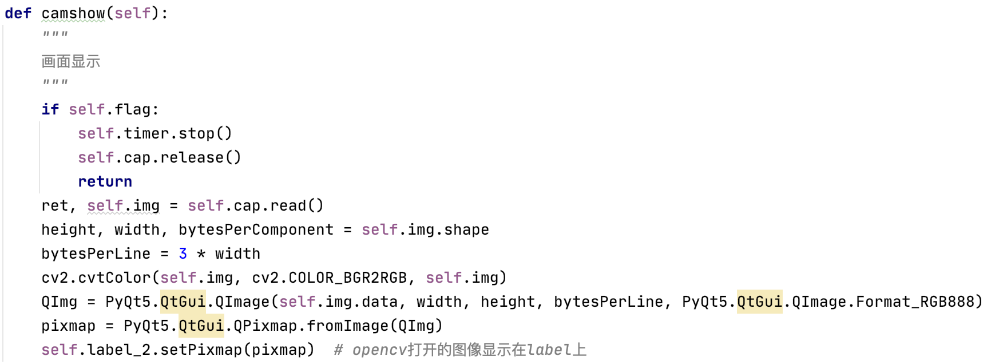 def camshow(self):
    """
    画面显示
    """
    if self.flag:
        self.timer.stop()
        self.cap.release()
        return
    ret, self.img = self.cap.read()
    height, width, bytesPerComponent = self.img.shape
    bytesPerLine = 3 * width
    cv2.cvtColor(self.img, cv2.COLOR_BGR2RGB, self.img)
    QImg = PyQt5.QtGui.QImage(self.img.data, width, height, bytesPerLine, PyQt5.QtGui.QImage.Format_RGB888)
    pixmap = PyQt5.QtGui.QPixmap.fromImage(QImg)
    self.label_2.setPixmap(pixmap)  # opencv打开的图像显示在label上